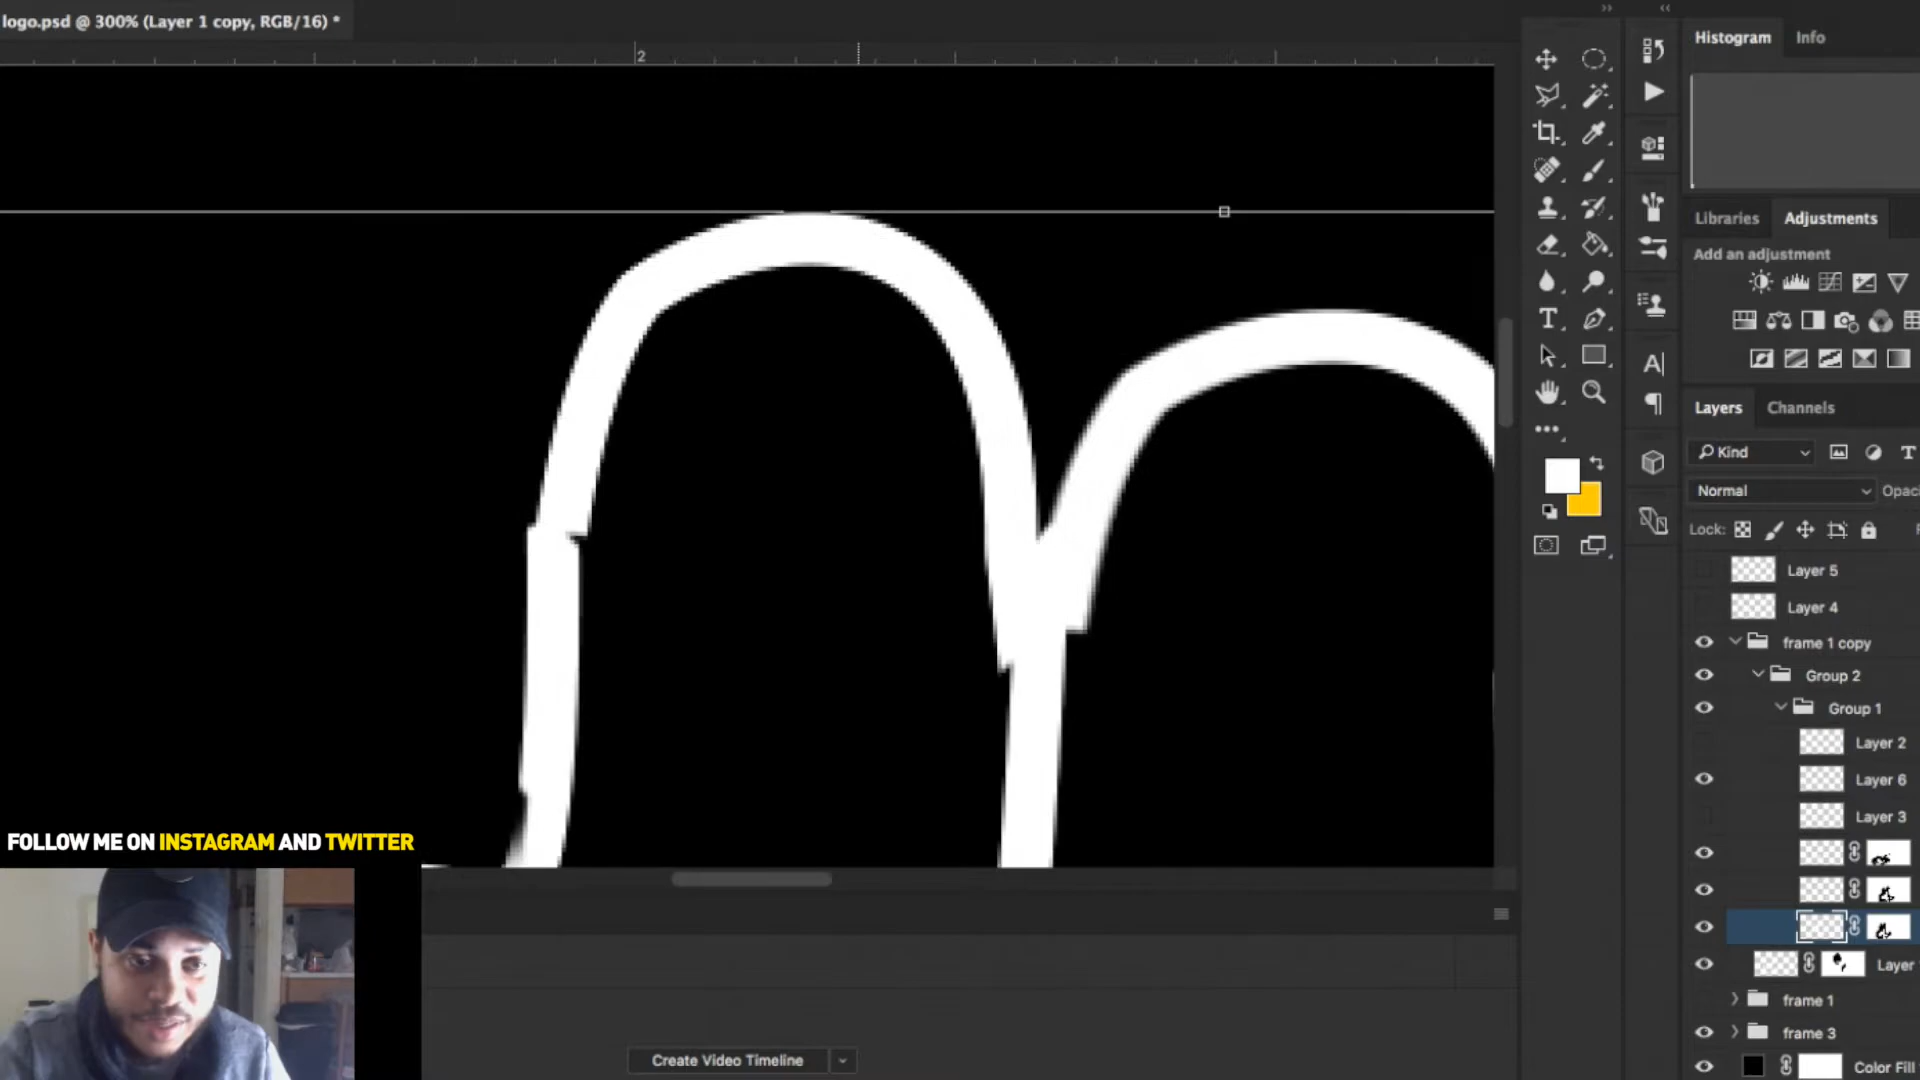 logo.psd @ 300% (Layer 1 copy, RGB/16) *
2
Histogram
Info
Libraries
Adjustments
Add an adjustment
Layers
Channels
Kind
Normal
Lock:
Layer 5
Layer 4
frame 1 copy
Group 2
Group 1
Layer 2
Layer 6
Layer 3
Layer
frame 1
frame 3
Color Fill
FOLLOW ME ON INSTAGRAM AND TWITTER
Create Video Timeline